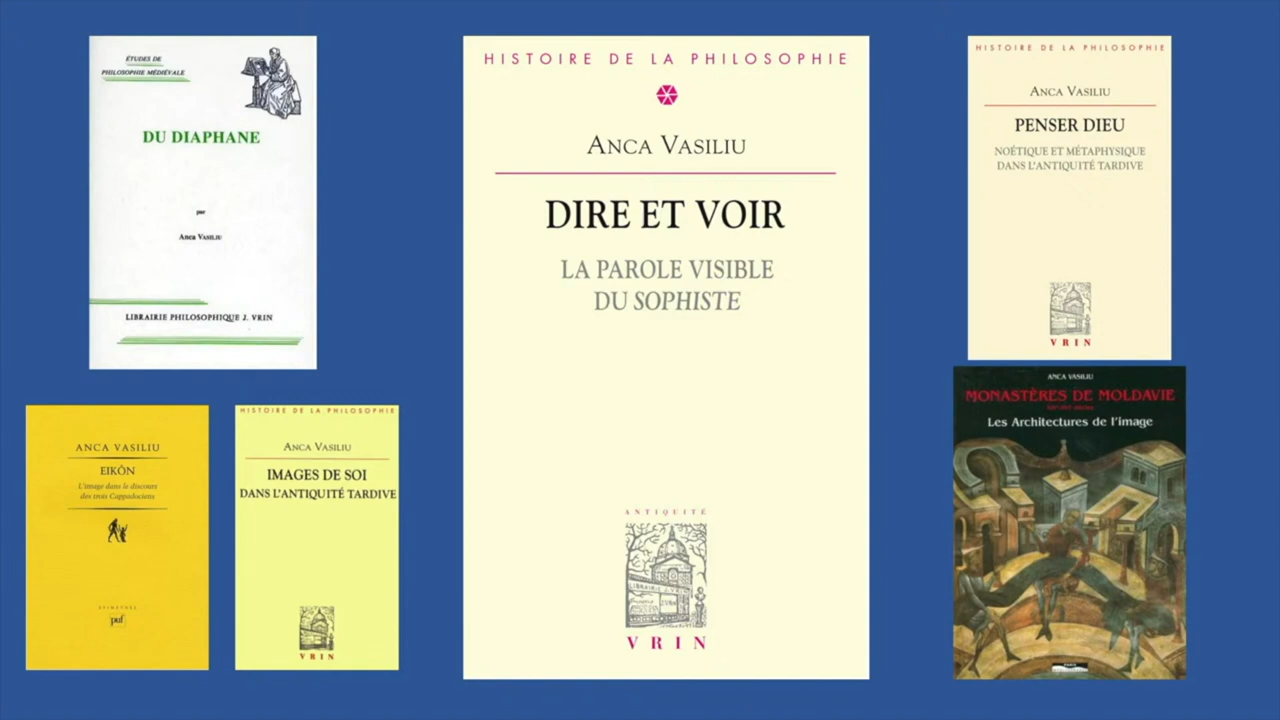 ÉTUDES DE
PHILOSOPHIE MÉDIÉVALE
DU DIAPHANE
par
Anca VASILIU
LIBRAIRIE PHILOSOPHIQUE J. VRIN
ANCA VASILIU
EIKÔN
L'image dans le discours
des trois Cappadociens
EPIMETHEE
puf
HISTOIRE DE LA PHILOSOPHIE
ANCA VASILIU
IMAGES DE SOI
DANS L'ANTIQUITÉ TARDIVE
VRIN
HISTOIRE DE LA PHILOSOPHIE
ANCA VASILIU
DIRE ET VOIR
LA PAROLE VISIBLE
DU SOPHISTE
ANTIQUITÉ
VRIN
HISTOIRE DE LA PHILOSOPHIE
ANCA VASILIU
PENSER DIEU
NOÉTIQUE ET MÉTAPHYSIQUE
DANS L'ANTIQUITÉ TARDIVE
VRIN
ANCA VASILIU
MONASTÈRES DE MOLDAVIE
Les Architectures de l'image